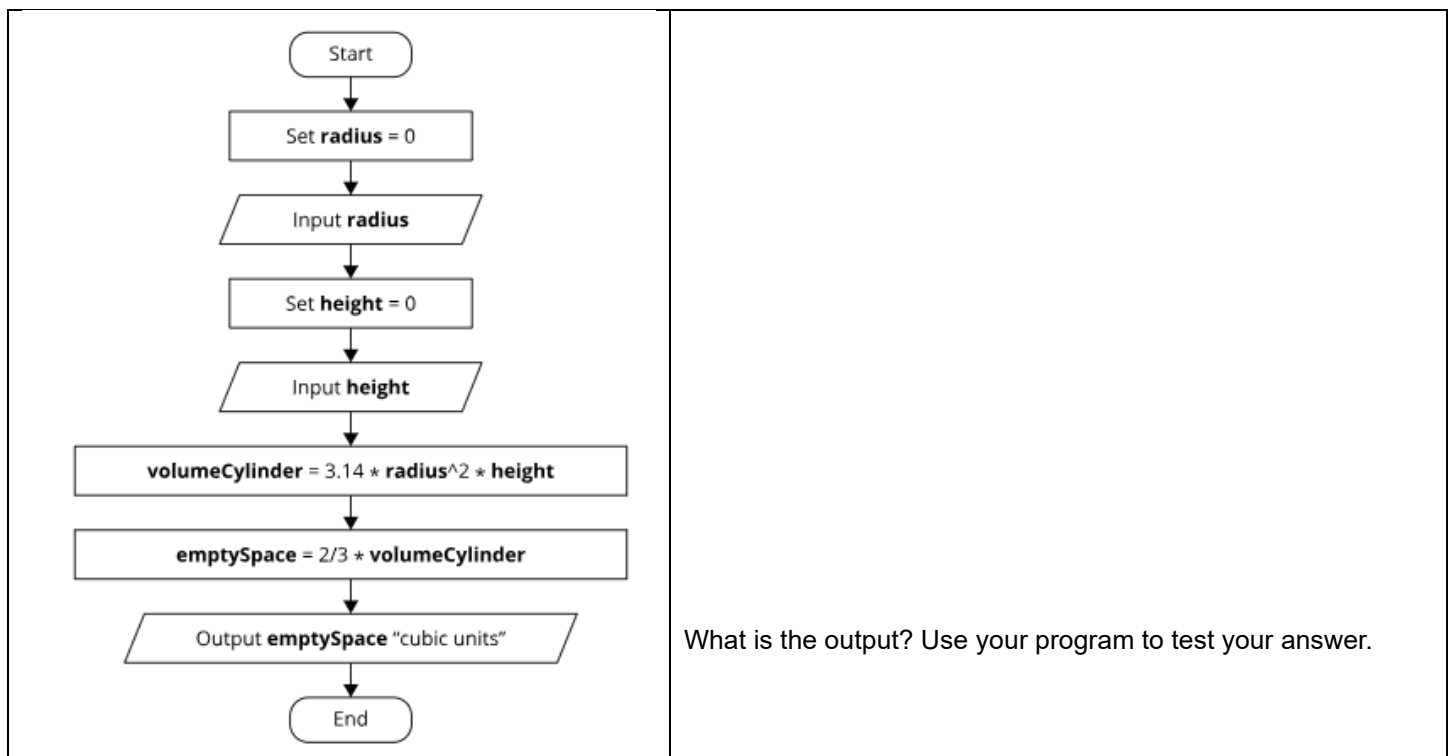 Start
Set radius = 0
Input radius
Set height = 0
Input height
volumeCylinder = 3.14 * radius^2 * height
emptySpace = 2/3 * volumeCylinder
Output emptySpace “cubic units”
End
What is the output? Use your program to test your answer.